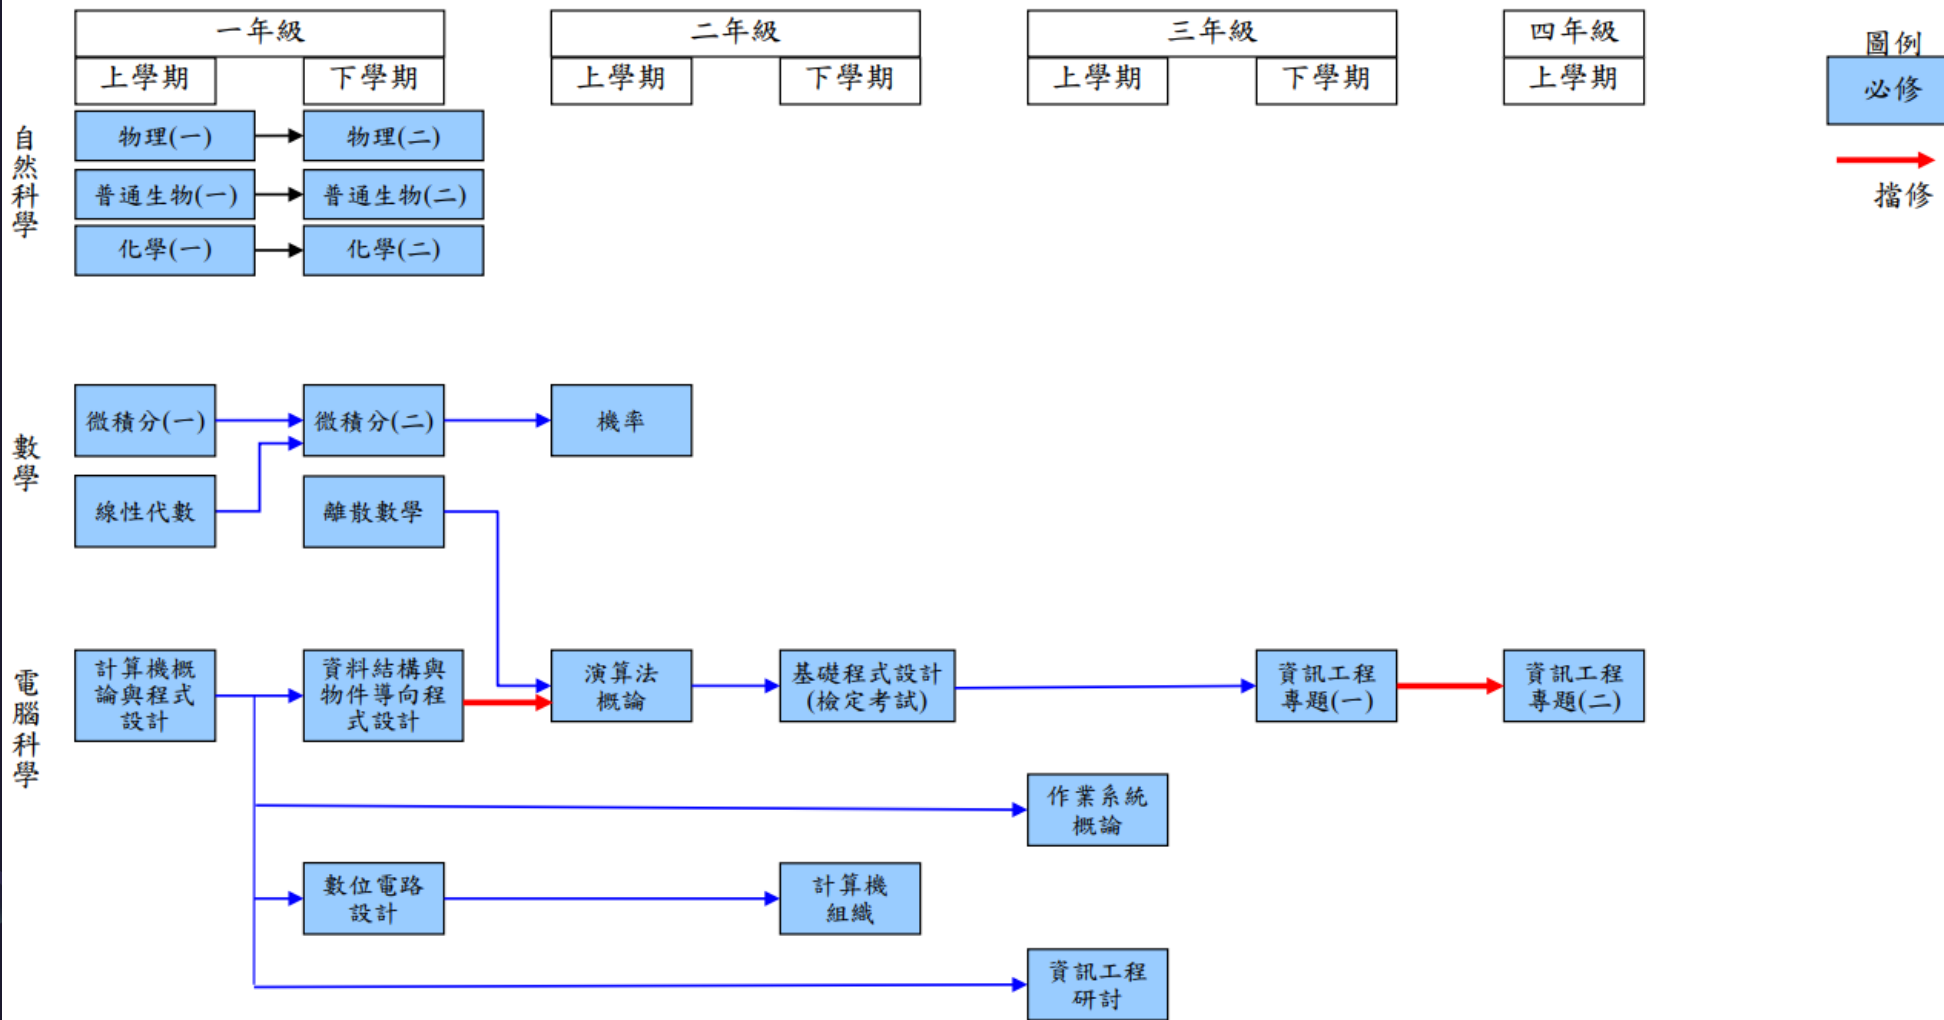 一年級
二年級
三年級
四年級
圖例
上學期
下學期
上學期
下學期
上學期
下學期
上學期
必修
擋修
自然科學
物理(一)
物理(二)
普通生物(一)
普通生物(二)
化學(一)
化學(二)
數學
微積分(一)
微積分(二)
機率
線性代數
離散數學
電腦科學
計算機概
論與程式
設計
資料結構與
物件導向程
式設計
演算法
概論
基礎程式設計
(檢定考試)
資訊工程
專題(一)
資訊工程
專題(二)
作業系統
概論
數位電路
設計
計算機
組織
資訊工程
研討